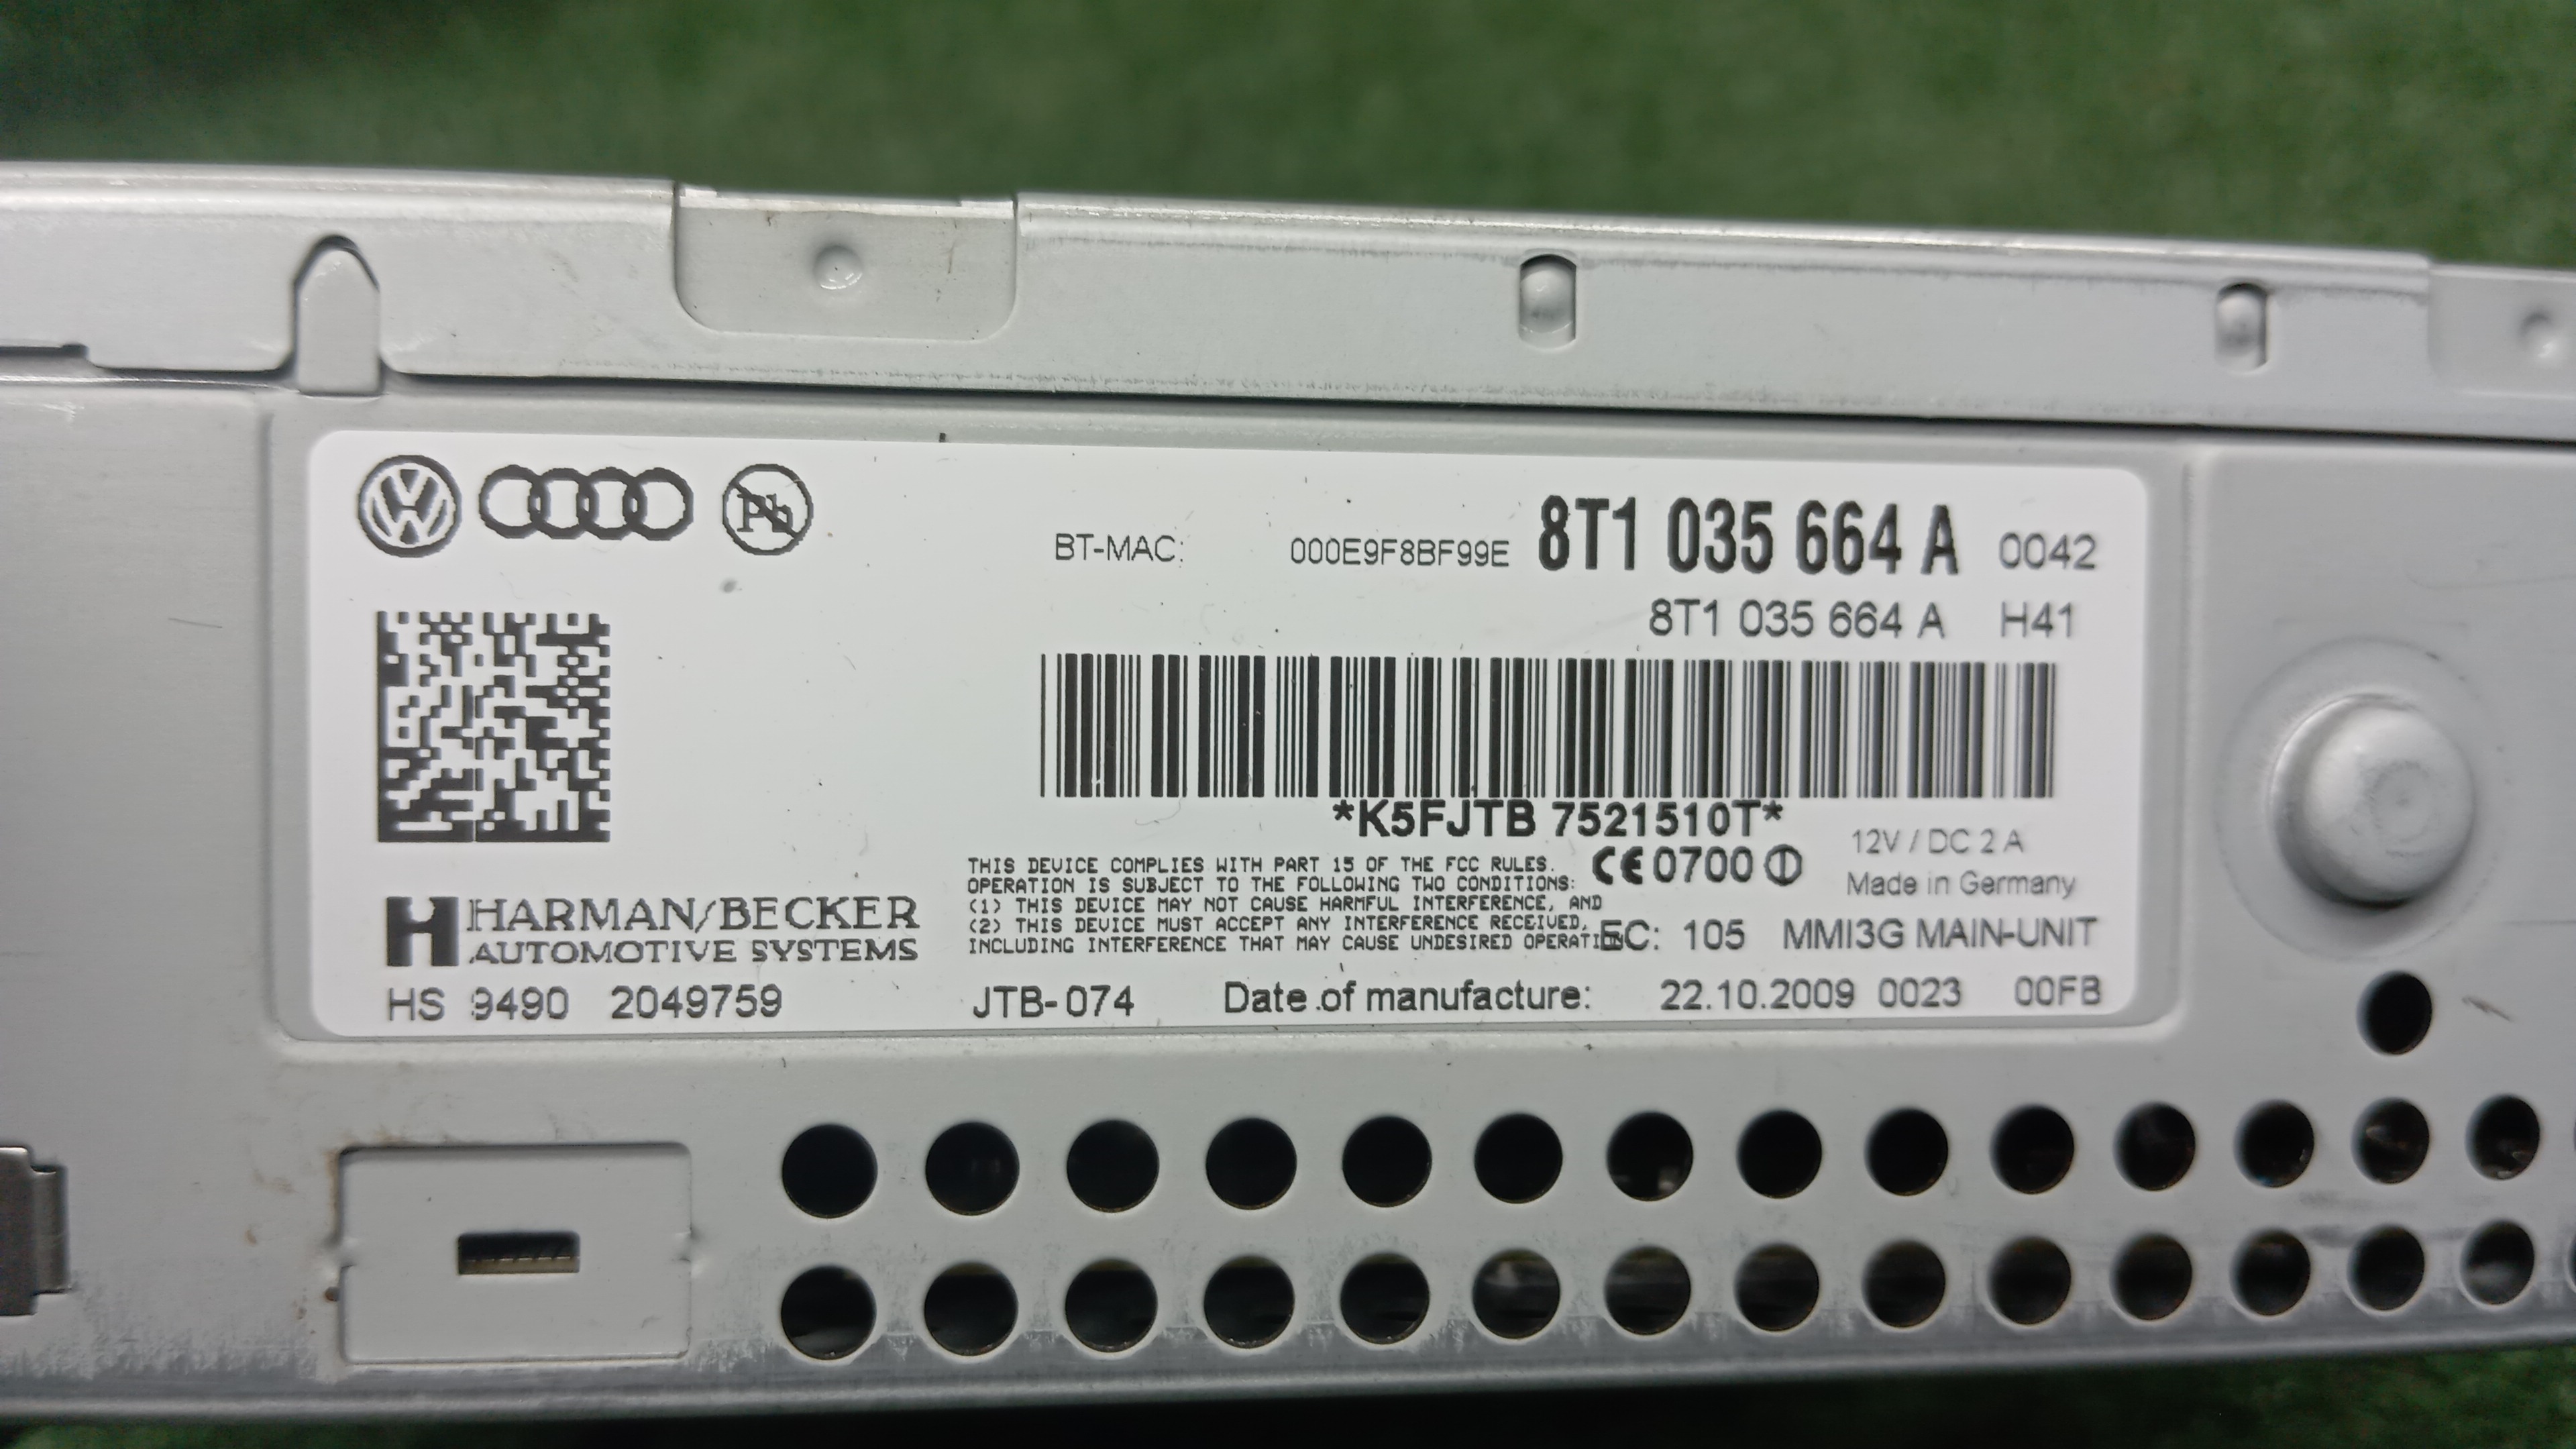 Pb
BT-MAC: 000E9F8BF99E 8T1 035 664 A 0042
8T1 035 664 A H41
*K5FJTB 7521510T*
12V / DC 2 A
THIS DEVICE COMPLIES WITH PART 15 OF THE FCC RULES.
OPERATION IS SUBJECT TO THE FOLLOWING TWO CONDITIONS:
(1) THIS DEVICE MAY NOT CAUSE HARMFUL INTERFERENCE, AND
(2) THIS DEVICE MUST ACCEPT ANY INTERFERENCE RECEIVED,
INCLUDING INTERFERENCE THAT MAY CAUSE UNDESIRED
CE 0700
Made in Germany
HARMAN/BECKER
AUTOMOTIVE SYSTEMS
EC: 105 MMI3G MAIN-UNIT
HS 9490 2049759 JTB-074 Date of manufacture: 22.10.2009 0023 00FB